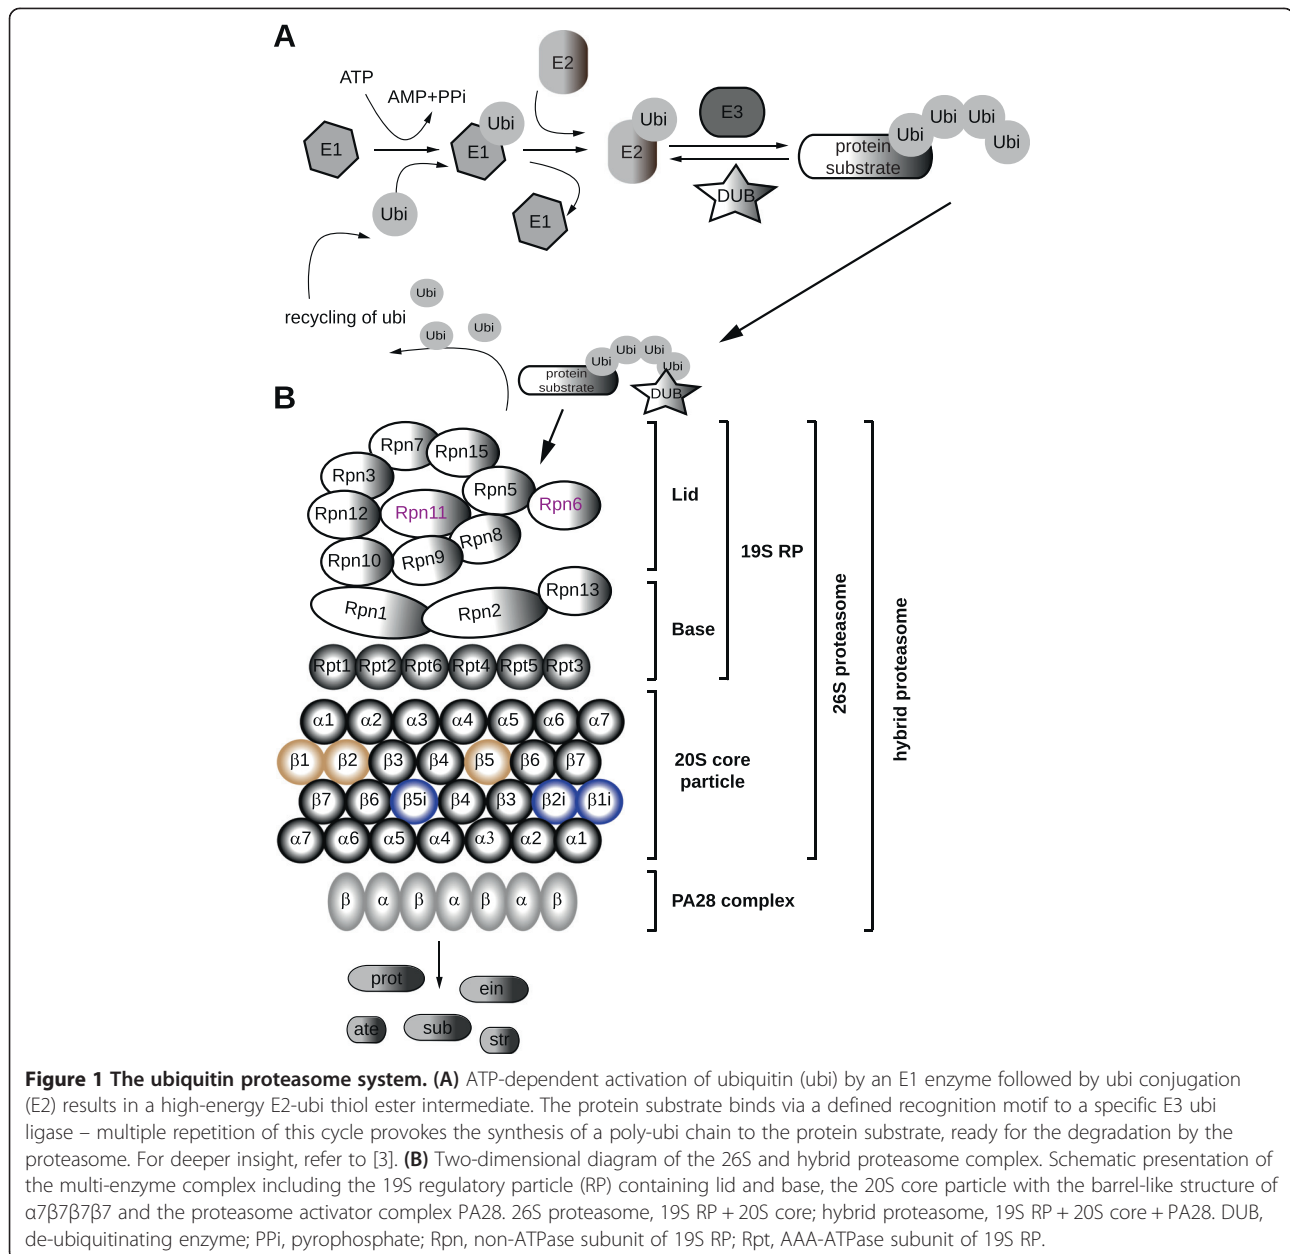 A
ATP
AMP+PPi
E2
E1
E1
Ubi
E2
Ubi
E3
DUB
protein
substrate
Ubi
Ubi
Ubi
Ubi
Ubi
E1
recycling of ubi
Ubi
Ubi
Ubi
protein
substrate
Ubi
Ubi
Ubi
Ubi
DUB
B
Rpn7
Rpn15
Rpn3
Rpn5
Rpn6
Rpn12
Rpn11
Rpn8
Rpn10
Rpn9
Rpn13
Rpn1
Rpn2
Rpt1 Rpt2 Rpt6 Rpt4 Rpt5 Rpt3
α1 α2 α3 α4 α5 α6 α7
β1 β2 β3 β4 β5 β6 β7
β7 β6 β5i β4 β3 β2i β1i
α7 α6 α5 α4 α3 α2 α1
β α β α β α β
Lid
Base
19S RP
20S core
particle
26S proteasome
hybrid proteasome
PA28 complex
prot
ein
ate
sub
str
Figure 1 The ubiquitin proteasome system. (A) ATP-dependent activation of ubiquitin (ubi) by an E1 enzyme followed by ubi conjugation
(E2) results in a high-energy E2-ubi thiol ester intermediate. The protein substrate binds via a defined recognition motif to a specific E3 ubi
ligase – multiple repetition of this cycle provokes the synthesis of a poly-ubi chain to the protein substrate, ready for the degradation by the
proteasome. For deeper insight, refer to [3]. (B) Two-dimensional diagram of the 26S and hybrid proteasome complex. Schematic presentation of
the multi-enzyme complex including the 19S regulatory particle (RP) containing lid and base, the 20S core particle with the barrel-like structure of
α7β7β7β7 and the proteasome activator complex PA28. 26S proteasome, 19S RP + 20S core; hybrid proteasome, 19S RP + 20S core + PA28. DUB,
de-ubiquitinating enzyme; PPi, pyrophosphate; Rpn, non-ATPase subunit of 19S RP; Rpt, AAA-ATPase subunit of 19S RP.